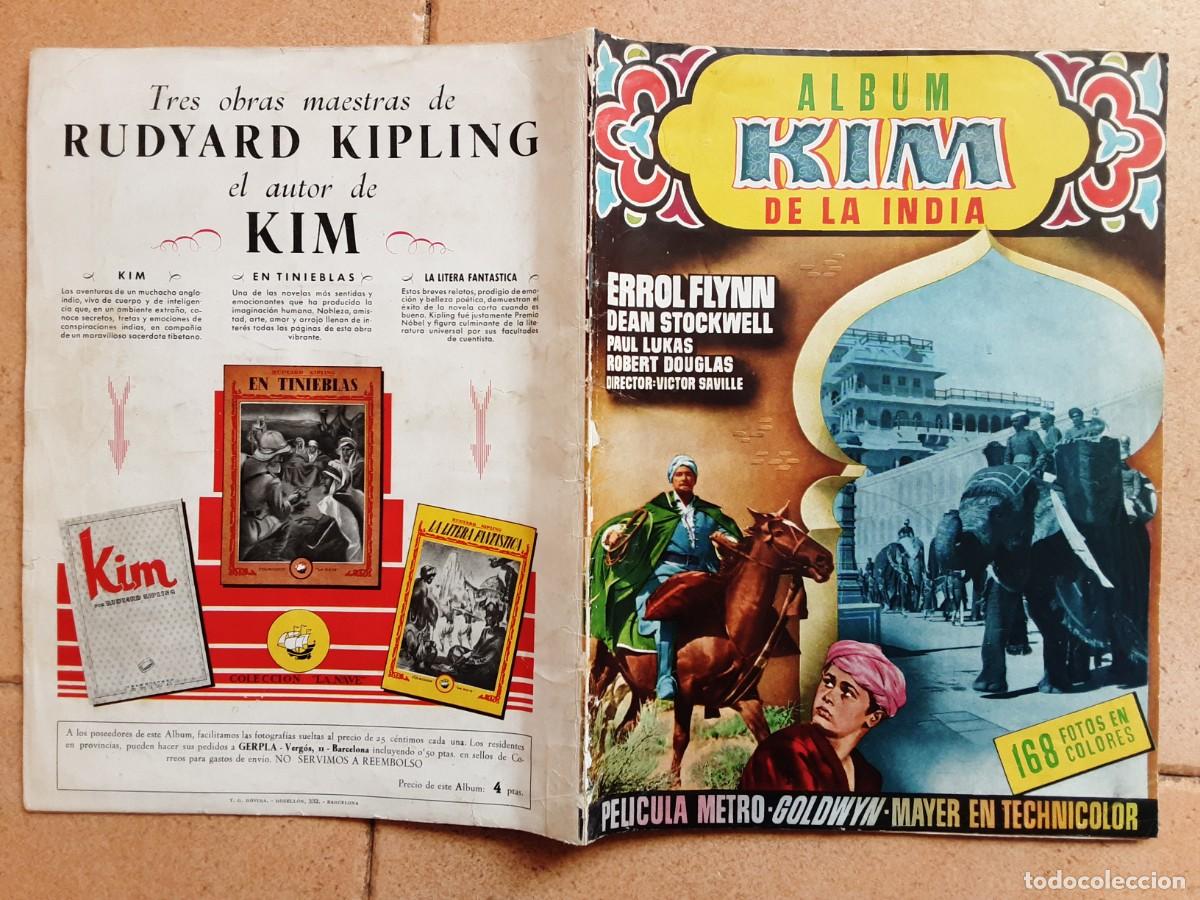 Tres obras maestras de
RUDYARD KIPLING
el autor de
KIM
KIM
Las aventuras de un muchacho anglo-
indio, vivo de cuerpo y de inteligen-
cia que, en un ambiente extraño, co-
noce secretos, tretas y emociones de
conspiraciones indias, en compañía
de un maravilloso sacerdote tibetano.
EN TINIEBLAS
Una de las novelas más sentidas y
emocionantes que ha producido la
imaginación humana. Nobleza, amis-
tad, arte, amor y arrojo llenan de in-
terés todas las páginas de esta obra
vibrante.
LA LITERA FANTASTICA
Estos breves relatos, prodigio de emo-
ción y belleza poética, demuestran el
éxito de la novela corta cuando es
bueno. Kipling fué justamente Premio
Nóbel y figura culminante de la lite-
ratura universal por sus facultades
de cuentista.
RUDYARD KIPLING
EN TINIEBLAS
Kim
POR RUDYARD KIPLING
RUDYARD KIPLING
LA LITERA FANTASTICA
COLECCION "LA NAVE"
A los poseedores de este Album, facilitamos las fotografías sueltas al precio de 25 céntimos cada una. Los residentes
en provincias, pueden hacer sus pedidos a GERPLA - Vergós, 11 - Barcelona incluyendo 0'50 ptas. en sellos de Co-
rreos para gastos de envío. NO SERVIMOS A REEMBOLSO
Precio de este Album: 4 ptas.
ROSELLÓN, 332. - BARCELONA
ALBUM
KIM
DE LA INDIA
ERROL FLYNN
DEAN STOCKWELL
PAUL LUKAS
ROBERT DOUGLAS
DIRECTOR: VICTOR SAVILLE
168 FOTOS EN
COLORES
PELICULA METRO-GOLDWYN-MAYER EN TECHNICOLOR
todocoleccion